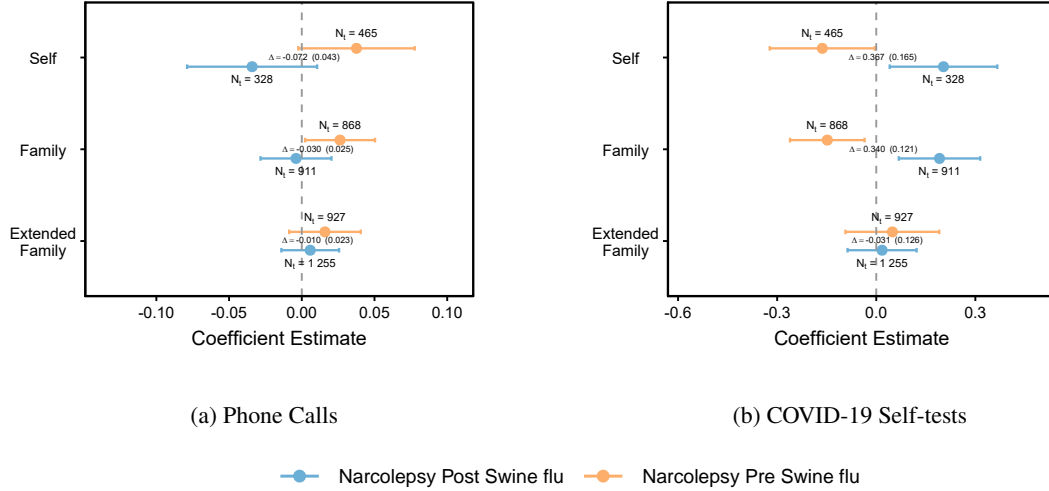 Self
Family
Extended
Family
N_t = 465
Δ = -0.072 (0.043)
N_t = 328
N_t = 868
Δ = -0.030 (0.025)
N_t = 911
N_t = 927
Δ = -0.010 (0.023)
N_t = 1 255
-0.10 -0.05 0.00 0.05 0.10
Coefficient Estimate
(a) Phone Calls
Self
Family
Extended
Family
N_t = 465
Δ = 0.367 (0.165)
N_t = 328
N_t = 868
Δ = 0.340 (0.121)
N_t = 911
N_t = 927
Δ = -0.031 (0.126)
N_t = 1 255
-0.6 -0.3 0.0 0.3
Coefficient Estimate
(b) COVID-19 Self-tests
Narcolepsy Post Swine flu Narcolepsy Pre Swine flu